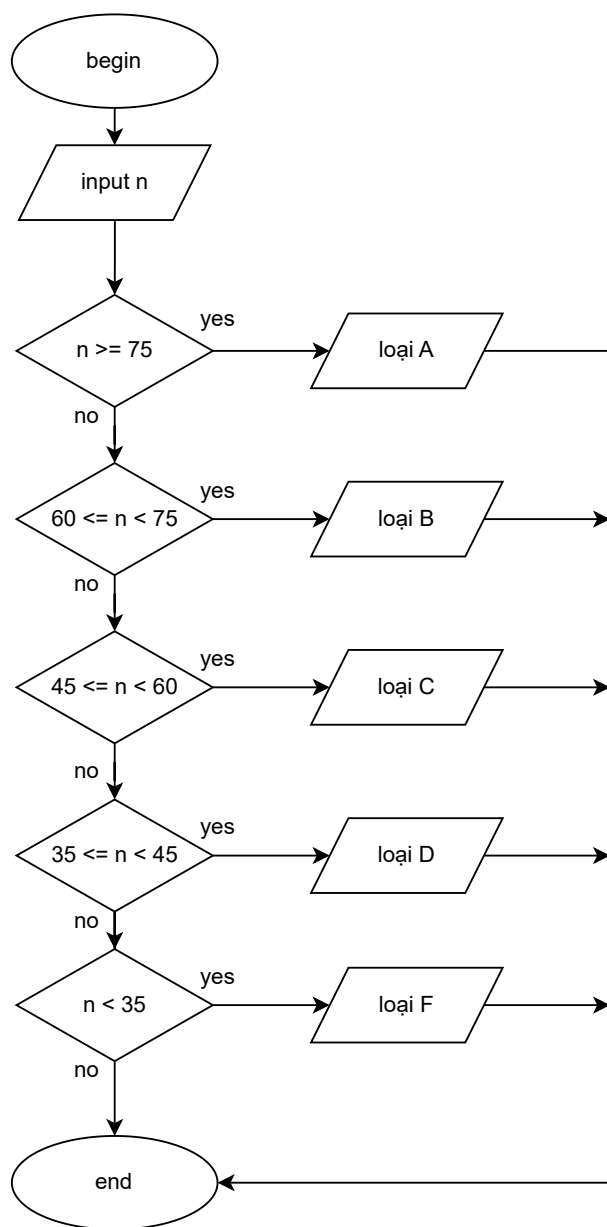 begin
input n
n >= 75
yes
loại A
no
60 <= n < 75
yes
loại B
no
45 <= n < 60
yes
loại C
no
35 <= n < 45
yes
loại D
no
n < 35
yes
loại F
no
end